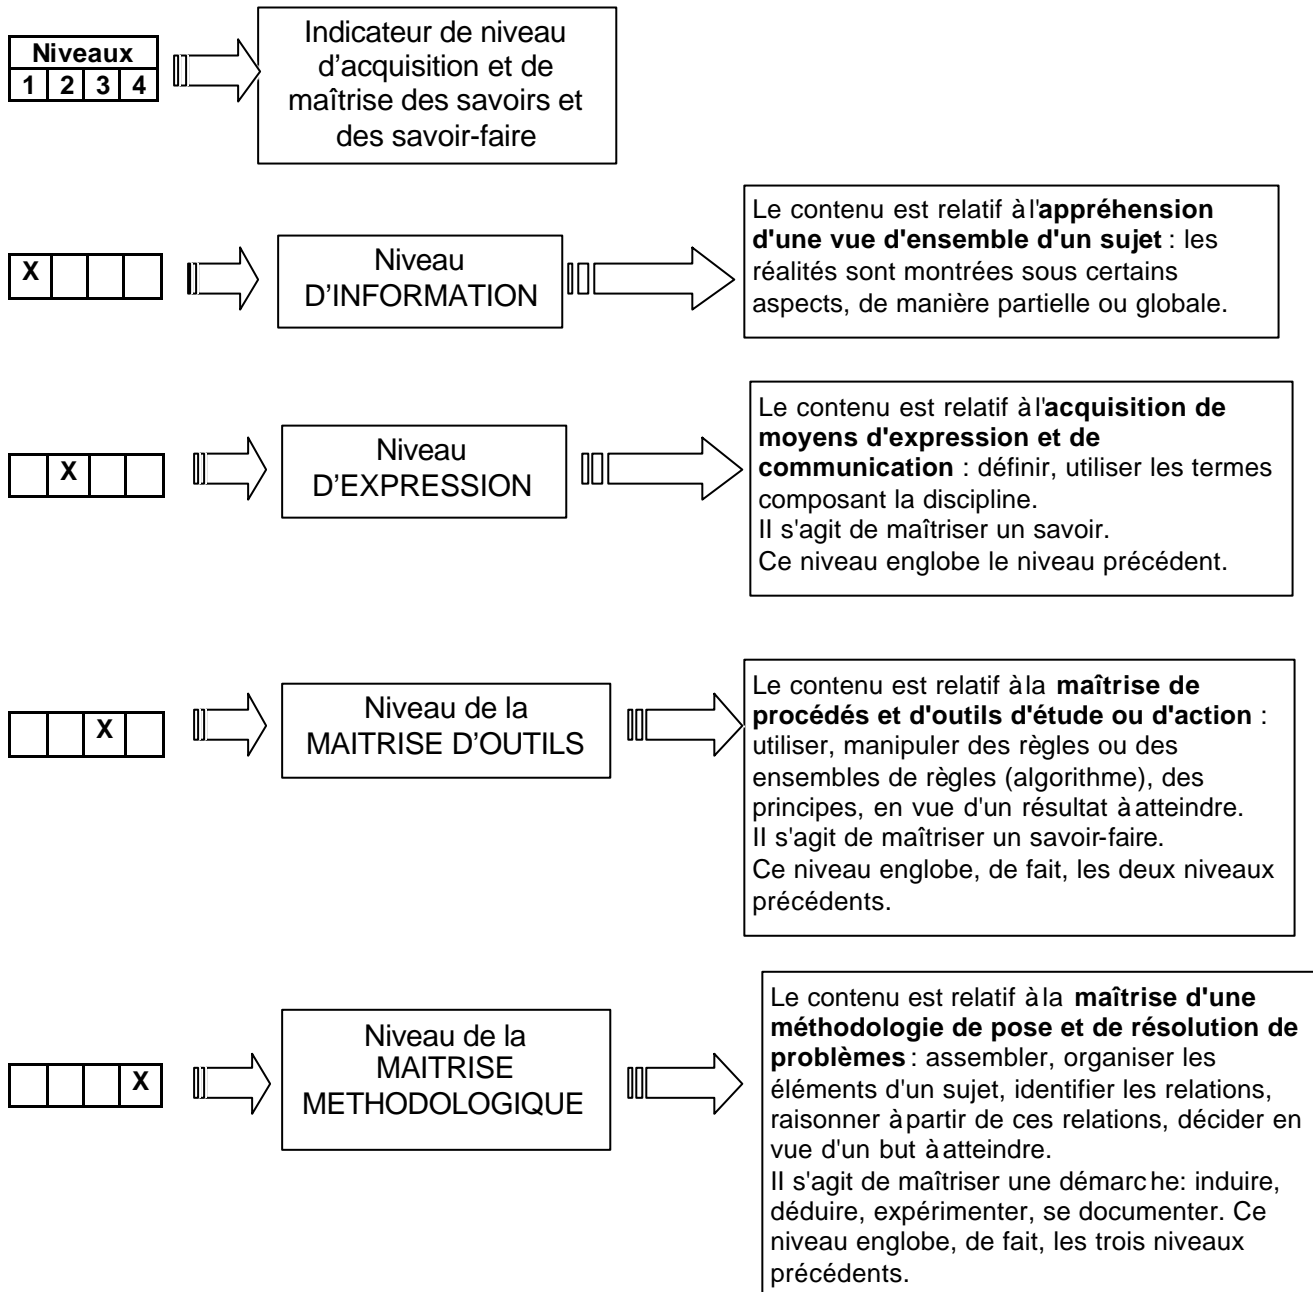 Niveaux
1 2 3 4
Indicateur de niveau
d'acquisition et de
maîtrise des savoirs et
des savoir-faire
X
Niveau
D'INFORMATION
Le contenu est relatif à l'appréhension
d'une vue d'ensemble d'un sujet : les
réalités sont montrées sous certains
aspects, de manière partielle ou globale.
X
Niveau
D'EXPRESSION
Le contenu est relatif à l'acquisition de
moyens d'expression et de
communication : définir, utiliser les termes
composant la discipline.
Il s'agit de maîtriser un savoir.
Ce niveau englobe le niveau précédent.
X
Niveau de la
MAITRISE D'OUTILS
Le contenu est relatif à la maîtrise de
procédés et d'outils d'étude ou d'action :
utiliser, manipuler des règles ou des
ensembles de règles (algorithme), des
principes, en vue d'un résultat à atteindre.
Il s'agit de maîtriser un savoir-faire.
Ce niveau englobe, de fait, les deux niveaux
précédents.
X
Niveau de la
MAITRISE
METHODOLOGIQUE
Le contenu est relatif à la maîtrise d'une
méthodologie de pose et de résolution de
problèmes : assembler, organiser les
éléments d'un sujet, identifier les relations,
raisonner à partir de ces relations, décider en
vue d'un but à atteindre.
Il s'agit de maîtriser une démarche: induire,
déduire, expérimenter, se documenter. Ce
niveau englobe, de fait, les trois niveaux
précédents.